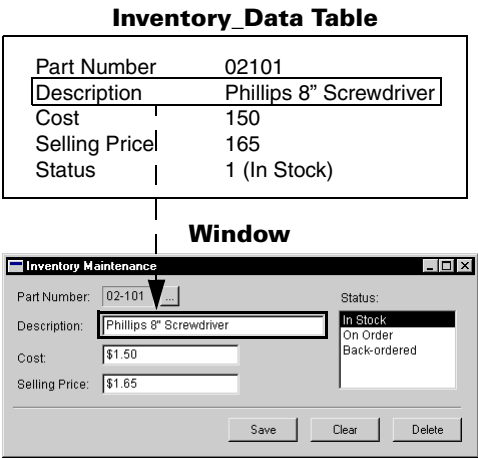 Inventory_Data Table
Part Number 02101
Description Phillips 8” Screwdriver
Cost 150
Selling Price 165
Status 1 (In Stock)
Window
Inventory Maintenance
Part Number: 02-101 ...
Status:
Description: Phillips 8" Screwdriver
In Stock
On Order
Back-ordered
Cost: $1.50
Selling Price: $1.65
Save Clear Delete